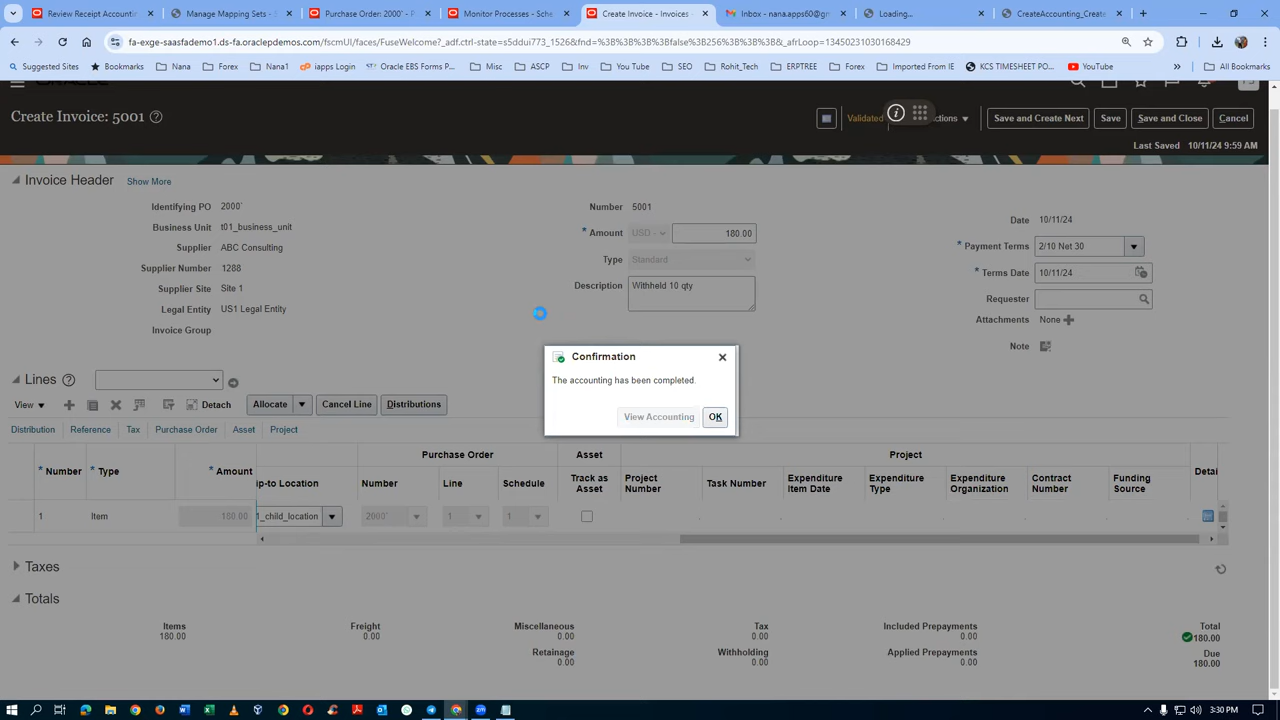 Review Receipt Accounti
Manage Mapping Sets - S
Purchase Order: 2000` - P
Monitor Processes - Sche
Create Invoice - Invoices -
Inbox - nana.apps60@g
Loading...
CreateAccounting_Create
fa-exge-saasfademo1.ds-fa.oraclepdemos.com/fscmUI/faces/FuseWelcome?_adf.ctrl-state=s5ddui773_1526&fnd=%3B%3B%3B%3Bfalse%3B256%3B%3B%3B&_afrLoop=13450231030168429
Suggested Sites
Bookmarks
Nana
Forex
Nana1
iapps Login
Oracle EBS Forms P...
Misc
ASCP
Inv
You Tube
SEO
Rohit_Tech
ERPTREE
Forex
Imported From IE
KCS TIMESHEET PO...
YouTube
All Bookmarks
Create Invoice: 5001
Validated
Save and Create Next
Save
Save and Close
Cancel
Last Saved 10/11/24 9:59 AM
Invoice Header
Show More
Identifying PO 2000`
Business Unit t01_business_unit
Supplier ABC Consulting
Supplier Number 1288
Supplier Site Site 1
Legal Entity US1 Legal Entity
Invoice Group
Number 5001
* Amount USD - 180.00
Type Standard
Description Withheld 10 qty
Date 10/11/24
* Payment Terms 2/10 Net 30
* Terms Date 10/11/24
Requester
Attachments None
Note
Confirmation
The accounting has been completed.
View Accounting
OK
Lines
View
Detach
Allocate
Cancel Line
Distributions
Distribution
Reference
Tax
Purchase Order
Asset
Project
Purchase Order
Asset
Project
* Number
* Type
* Amount
ip-to Location
Number
Line
Schedule
Track as Asset
Project Number
Task Number
Expenditure Item Date
Expenditure Type
Expenditure Organization
Contract Number
Funding Source
Detai
1
Item
180.00
1_child_location
2000`
1
1
Taxes
Totals
Items
180.00
Freight
0.00
Miscellaneous
0.00
Tax
0.00
Included Prepayments
0.00
Total
180.00
Retainage
0.00
Withholding
0.00
Applied Prepayments
0.00
Due
180.00
3:30 PM